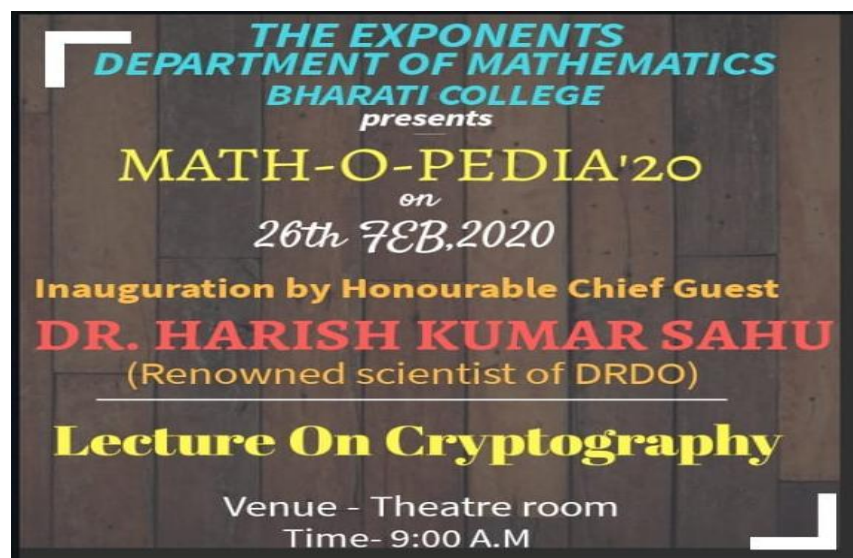 THE EXPONENTS
DEPARTMENT OF MATHEMATICS
BHARATI COLLEGE
presents
MATH-O-PEDIA'20
on
26th FEB,2020
Inauguration by Honourable Chief Guest
DR. HARISH KUMAR SAHU
(Renowned scientist of DRDO)
Lecture On Cryptography
Venue - Theatre room
Time- 9:00 A.M